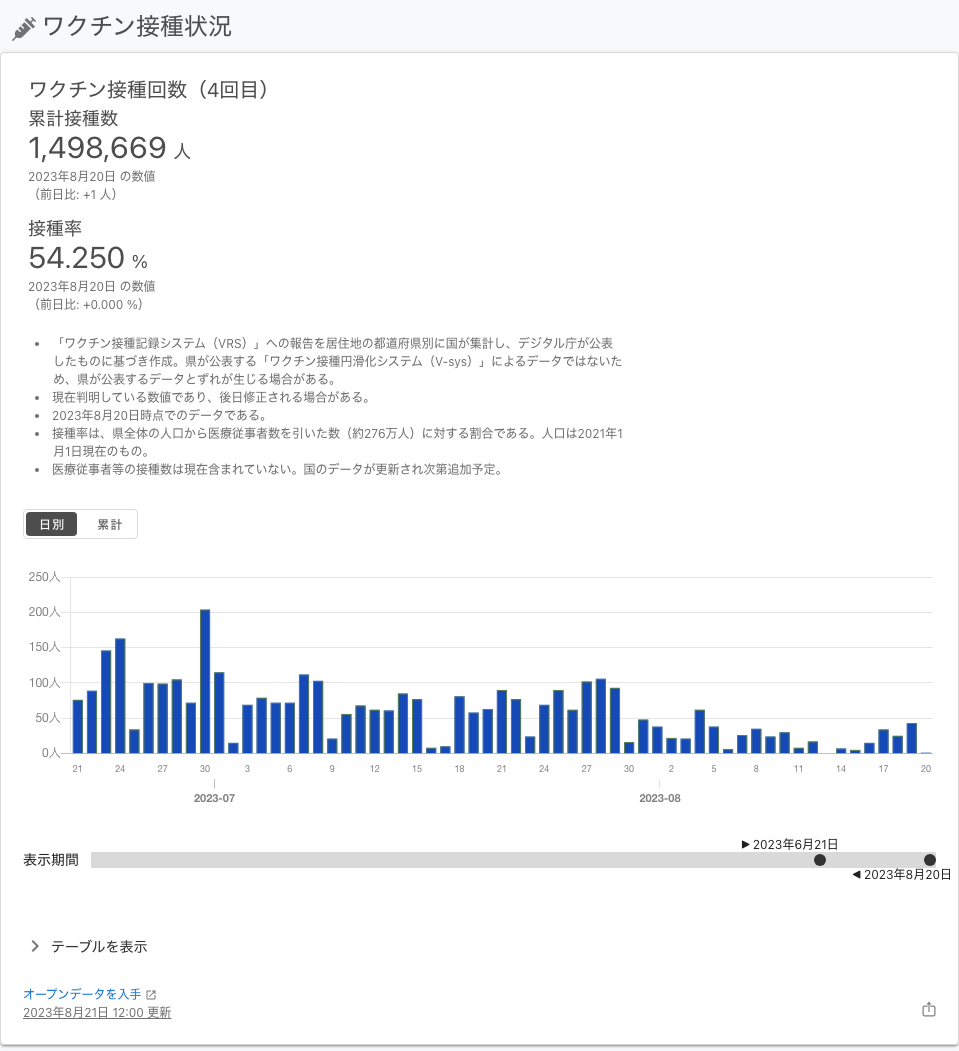 ワクチン接種状況
ワクチン接種回数（4回目）
累計接種数
1,498,669 人
2023年8月20日 の数値
（前日比: +1 人）
接種率
54.250 %
2023年8月20日 の数値
（前日比: +0.000 %）
• 「ワクチン接種記録システム（VRS）」への報告を居住地の都道府県別に国が集計し、デジタル庁が公表
したものに基づき作成。県が公表する「ワクチン接種円滑化システム（V-sys）」によるデータではないた
め、県が公表するデータとずれが生じる場合がある。
• 現在判明している数値であり、後日修正される場合がある。
• 2023年8月20日時点でのデータである。
• 接種率は、県全体の人口から医療従事者数を引いた数（約276万人）に対する割合である。人口は2021年1
月1日現在のもの。
• 医療従事者等の接種数は現在含まれていない。国のデータが更新され次第追加予定。
日別 累計
250人
200人
150人
100人
50人
0人
21 24 27 30 3 6 9 12 15 18 21 24 27 30 2 5 8 11 14 17 20
2023-07 2023-08
▶ 2023年6月21日
表示期間
◀ 2023年8月20日
テーブルを表示
オープンデータを入手
2023年8月21日 12:00 更新